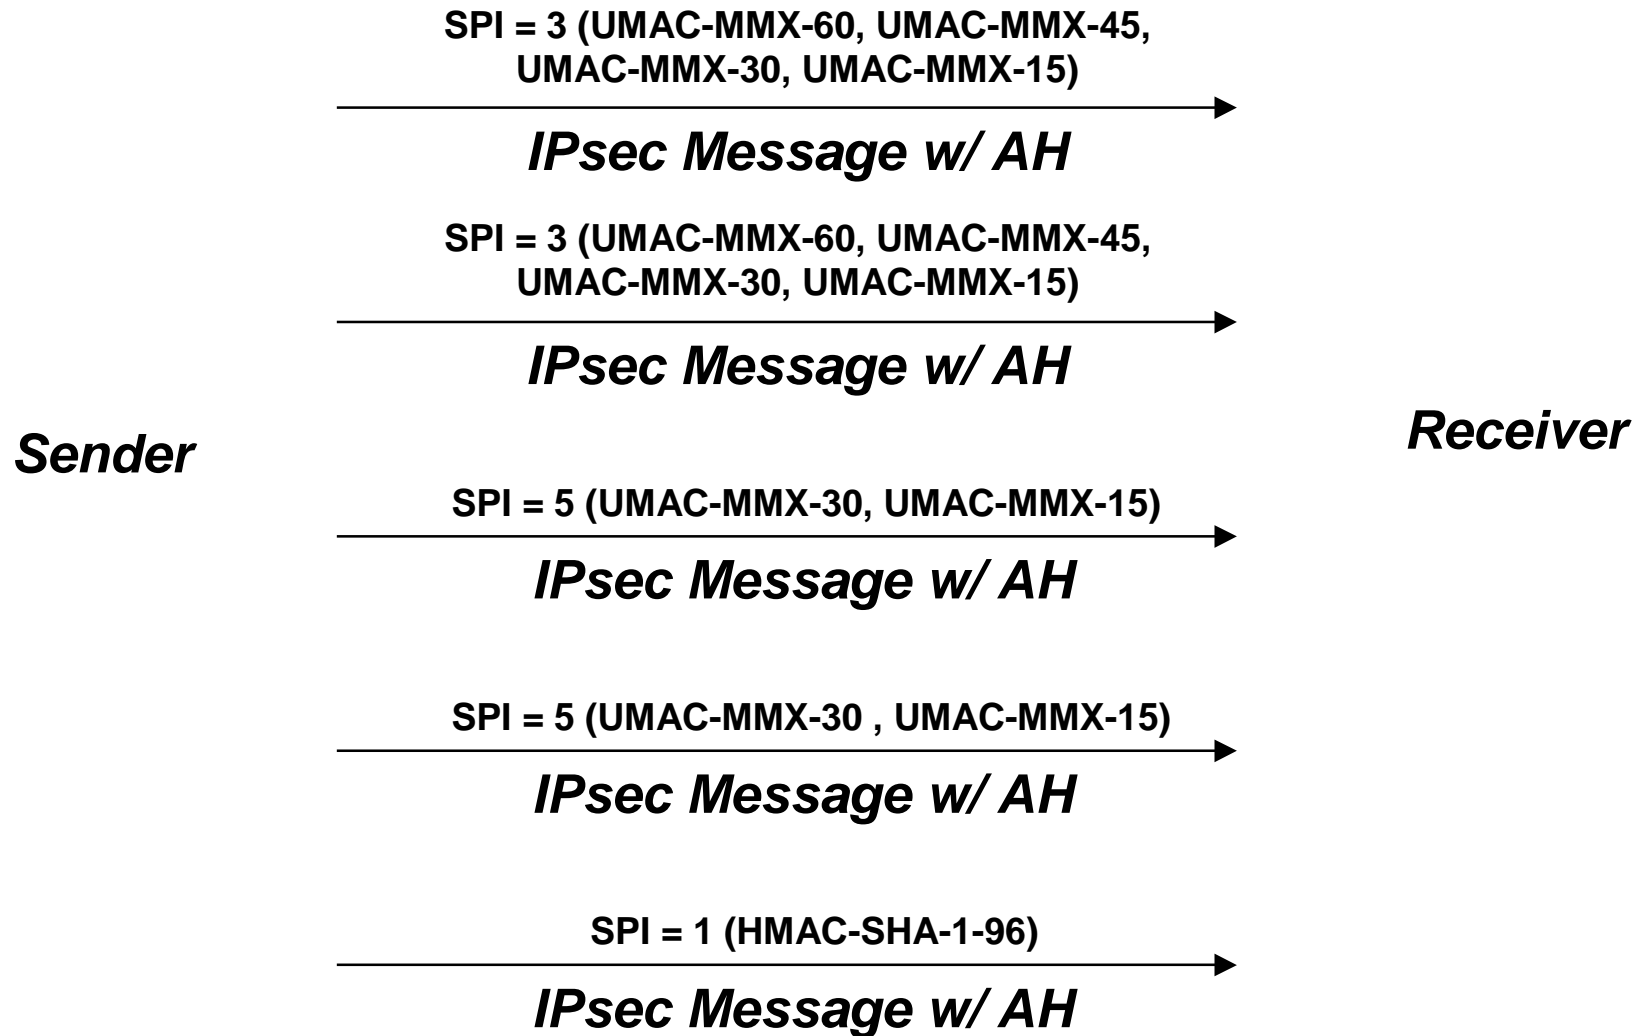 SPI = 3 (UMAC-MMX-60, UMAC-MMX-45,
UMAC-MMX-30, UMAC-MMX-15)
IPsec Message w/ AH
SPI = 3 (UMAC-MMX-60, UMAC-MMX-45,
UMAC-MMX-30, UMAC-MMX-15)
IPsec Message w/ AH
Sender
Receiver
SPI = 5 (UMAC-MMX-30, UMAC-MMX-15)
IPsec Message w/ AH
SPI = 5 (UMAC-MMX-30 , UMAC-MMX-15)
IPsec Message w/ AH
SPI = 1 (HMAC-SHA-1-96)
IPsec Message w/ AH